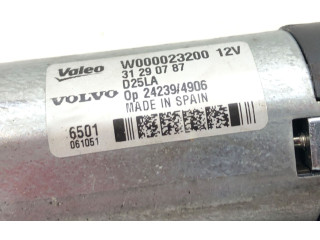 Valeo W000023200 12V
31 29 07 87
D25LA
VOLVO Op 24239/4906
MADE IN SPAIN
6501
061051